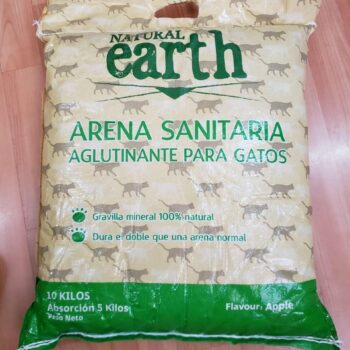 NATURAL
earth
ARENA SANITARIA
AGLUTINANTE PARA GATOS
Gravilla mineral 100% natural
Dura el doble que una arena normal
10 KILOS
Absorción 5 Kilos
Peso Neto
Flavour: Apple